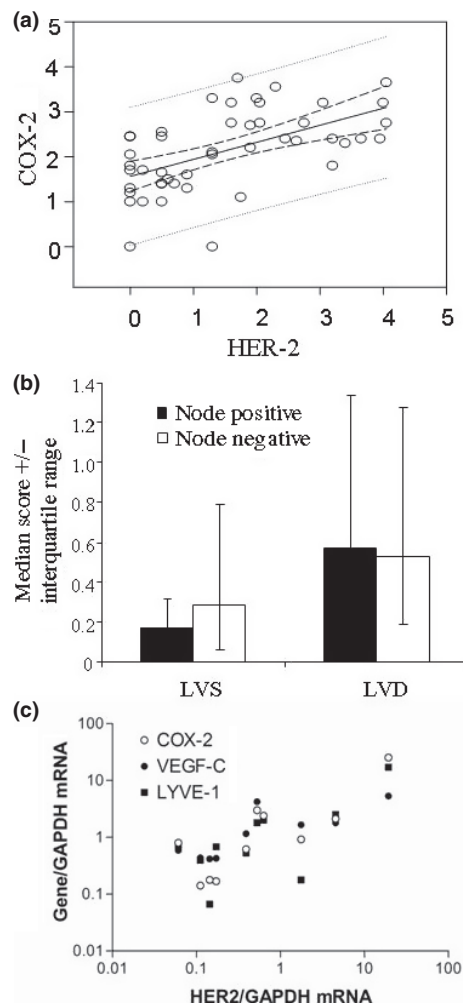 (a)
5
4
3
2
1
0
COX-2
0 1 2 3 4 5
HER-2
(b)
1.4
1.2
1.0
0.8
0.6
0.4
0.2
0
Median score +/–
interquartile range
Node positive
Node negative
LVS LVD
(c)
100
10
1
0.1
0.01
Gene/GAPDH mRNA
COX-2
VEGF-C
LYVE-1
0.01 0.1 1 10 100
HER2/GAPDH mRNA